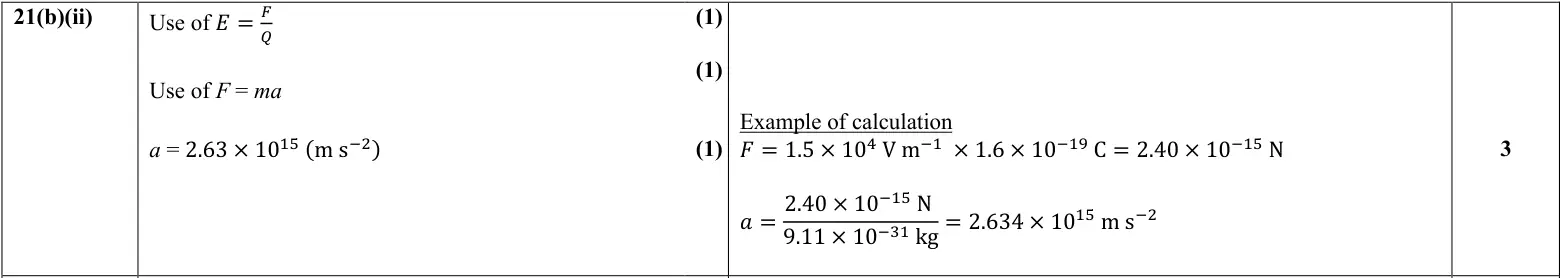 21(b)(ii)
Use of E = F/Q (1)
(1)
Use of F = ma
Example of calculation
a = 2.63 × 10¹⁵ (m s⁻²) (1) F = 1.5 × 10⁴ V m⁻¹ × 1.6 × 10⁻¹⁹ C = 2.40 × 10⁻¹⁵ N 3
a = 2.40 × 10⁻¹⁵ N / 9.11 × 10⁻³¹ kg = 2.634 × 10¹⁵ m s⁻²